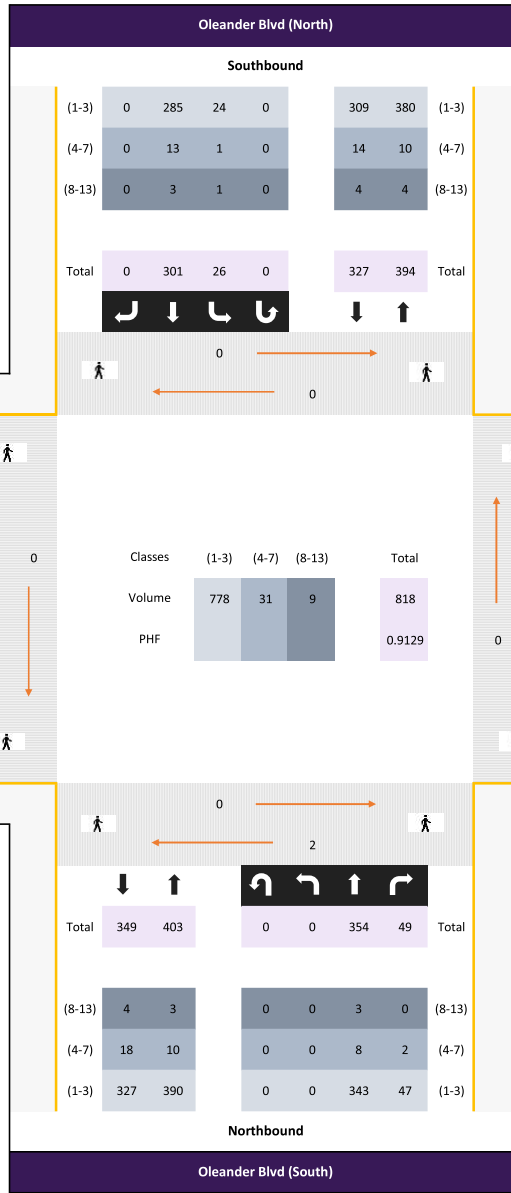 Oleander Blvd (North)
Southbound
(1-3) 0 285 24 0 309 380 (1-3)
(4-7) 0 13 1 0 14 10 (4-7)
(8-13) 0 3 1 0 4 4 (8-13)
Total 0 301 26 0 327 394 Total
0
0
0
Classes (1-3) (4-7) (8-13) Total
Volume 778 31 9 818
PHF 0.9129
0
0
2
Total 349 403 0 0 354 49 Total
(8-13) 4 3 0 0 3 0 (8-13)
(4-7) 18 10 0 0 8 2 (4-7)
(1-3) 327 390 0 0 343 47 (1-3)
Northbound
Oleander Blvd (South)